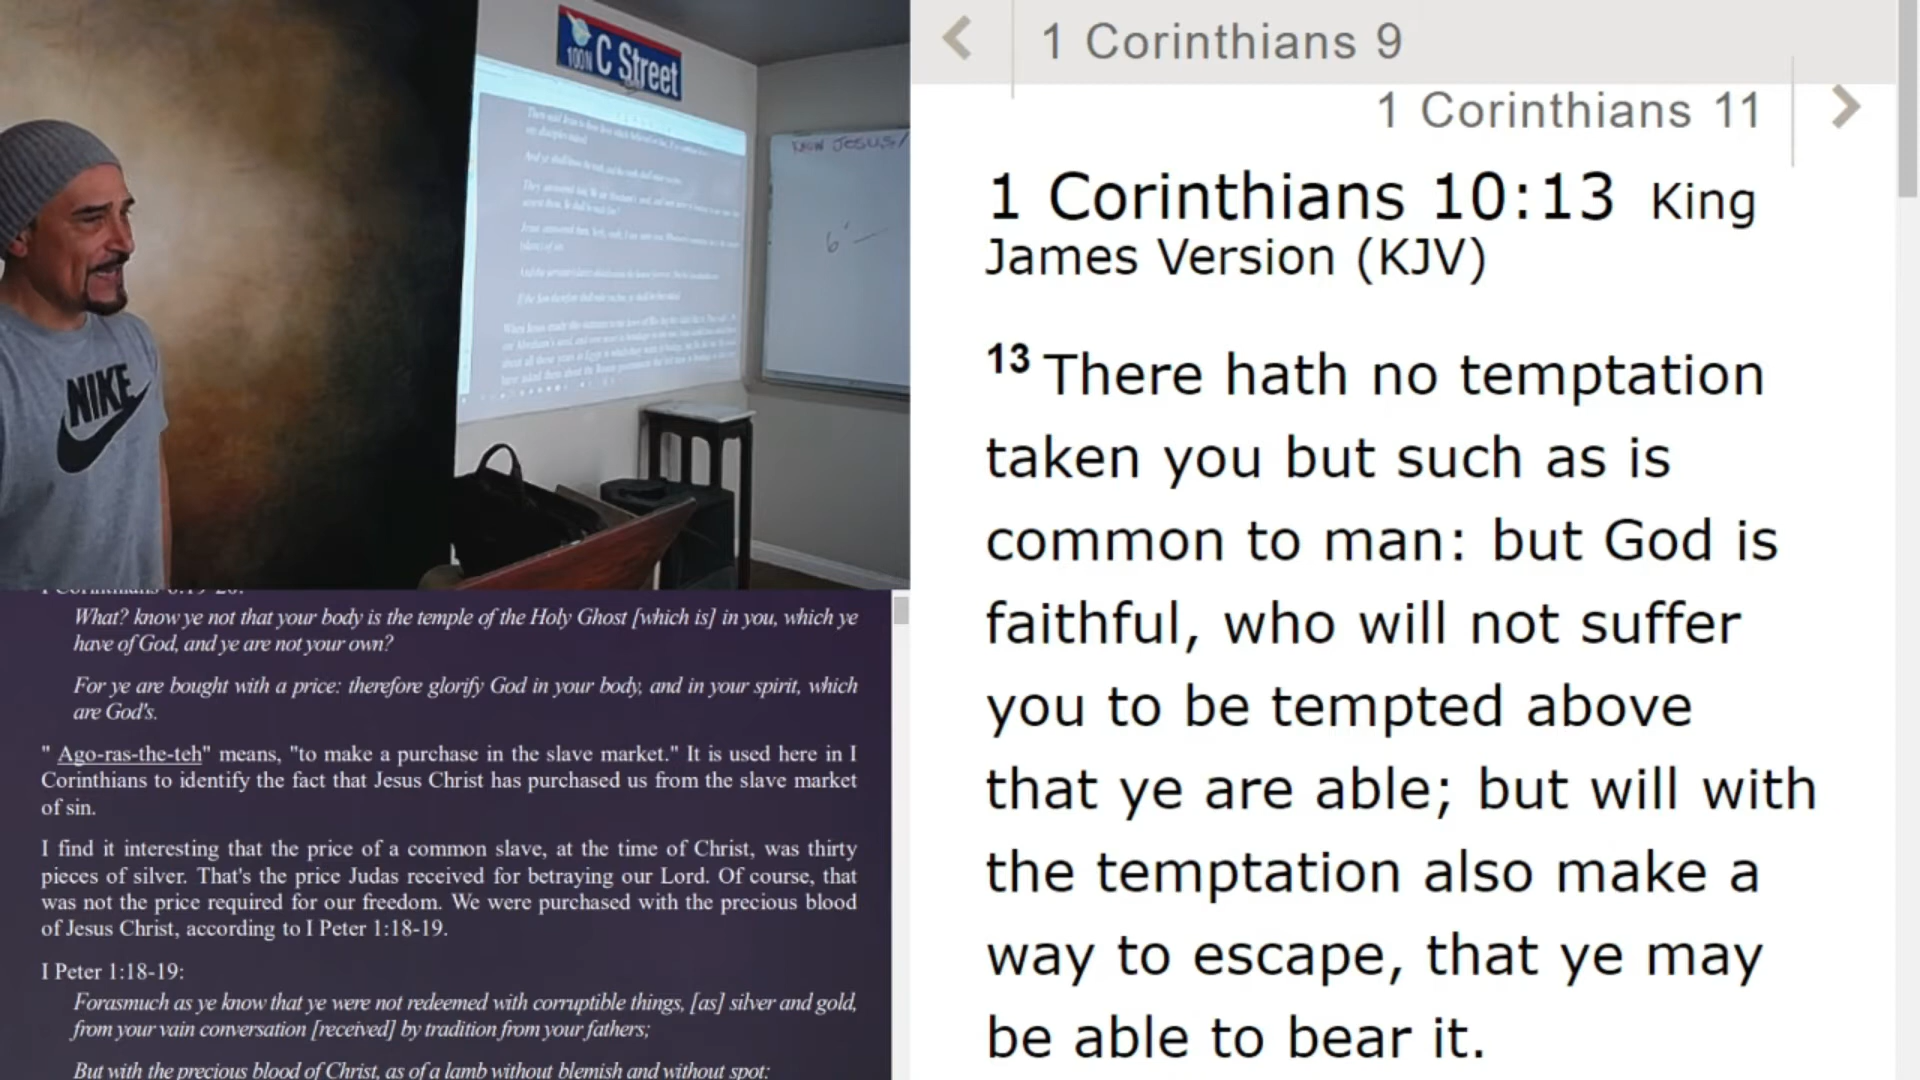 100N C Street
KNOW JESUS/
6'
NIKE
What? know ye not that your body is the temple of the Holy Ghost [which is] in you, which ye
have of God, and ye are not your own?
For ye are bought with a price: therefore glorify God in your body, and in your spirit, which
are God's.
" Ago-ras-the-teh" means, "to make a purchase in the slave market." It is used here in I
Corinthians to identify the fact that Jesus Christ has purchased us from the slave market
of sin.
I find it interesting that the price of a common slave, at the time of Christ, was thirty
pieces of silver. That's the price Judas received for betraying our Lord. Of course, that
was not the price required for our freedom. We were purchased with the precious blood
of Jesus Christ, according to I Peter 1:18-19.
I Peter 1:18-19:
Forasmuch as ye know that ye were not redeemed with corruptible things, [as] silver and gold,
from your vain conversation [received] by tradition from your fathers;
But with the precious blood of Christ, as of a lamb without blemish and without spot:
1 Corinthians 9
1 Corinthians 11
1 Corinthians 10:13 King
James Version (KJV)
13 There hath no temptation
taken you but such as is
common to man: but God is
faithful, who will not suffer
you to be tempted above
that ye are able; but will with
the temptation also make a
way to escape, that ye may
be able to bear it.